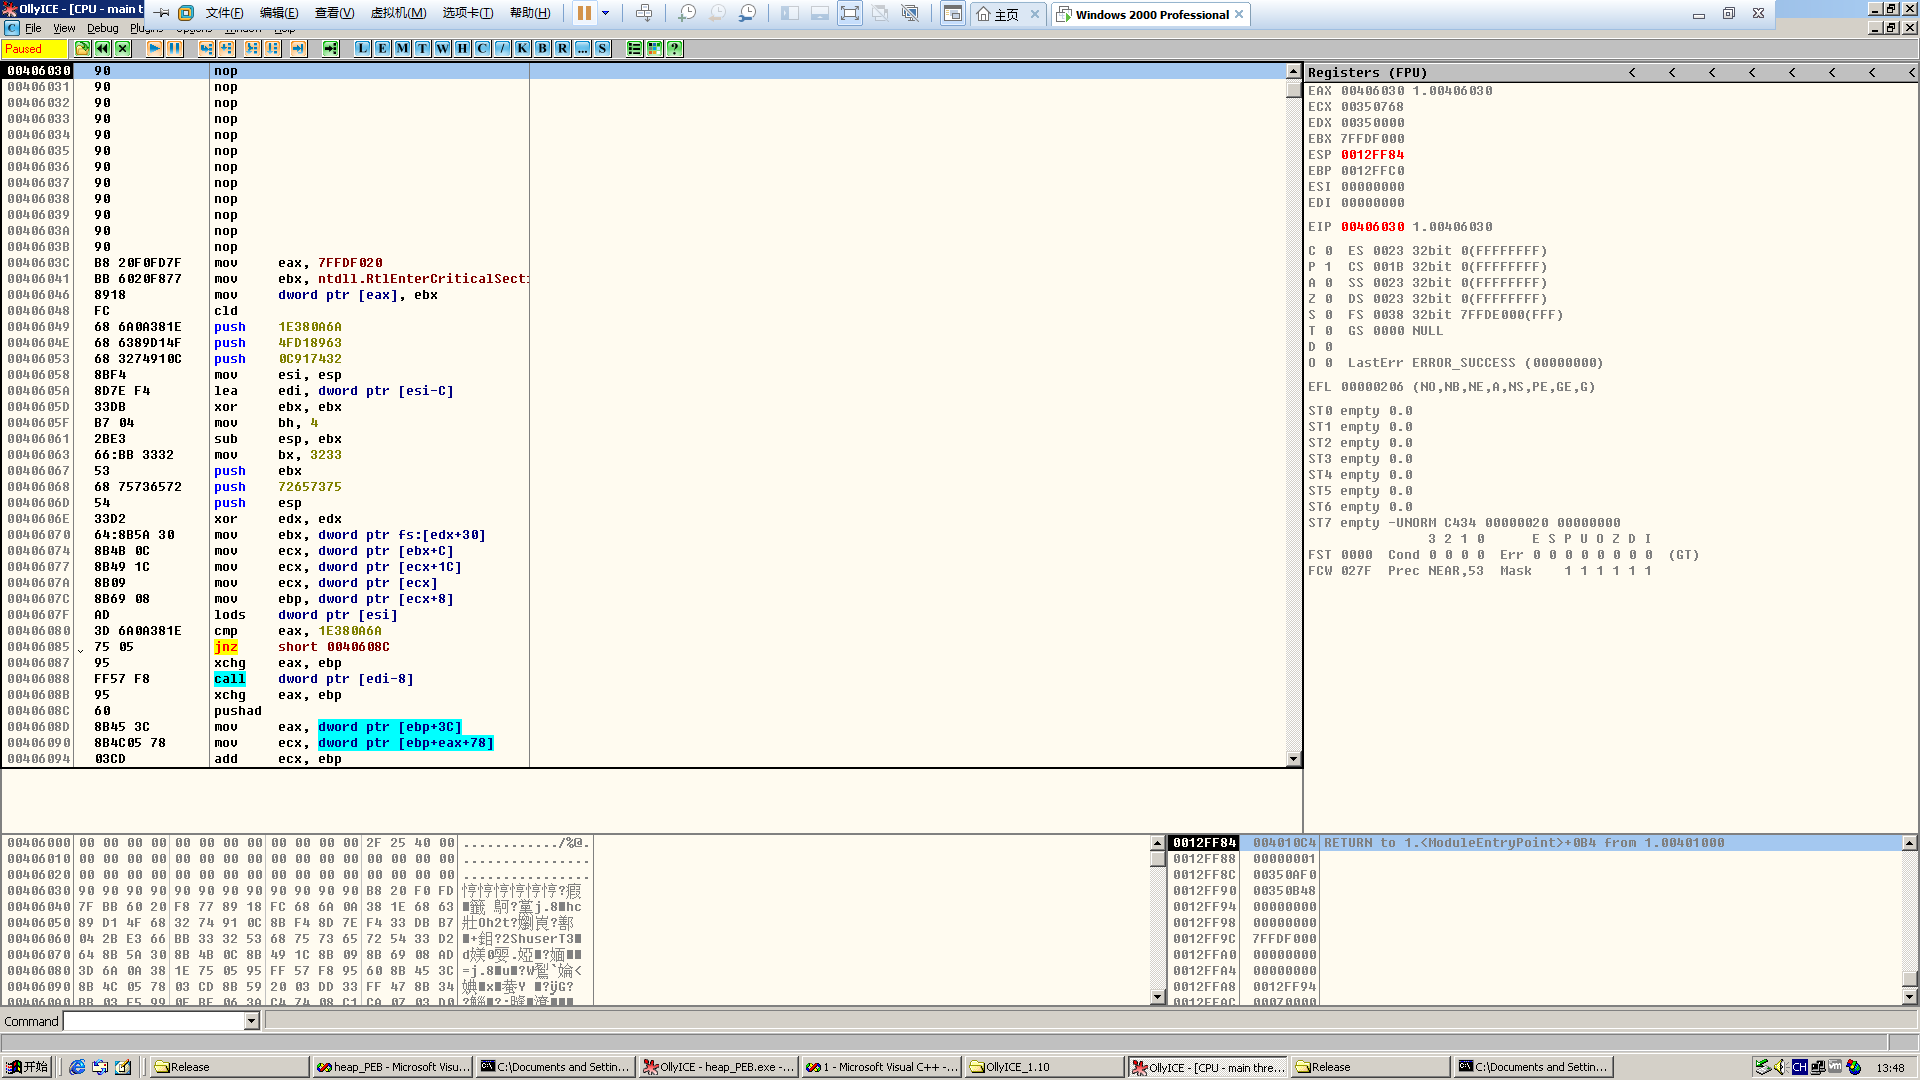 OllyICE - [CPU - main t
文件(F) 编辑(E) 查看(V) 虚拟机(M) 选项卡(T) 帮助(H)
主页 Windows 2000 Professional
File View Debug Plugins Options Window Help
Paused
L E M T W H C / K B R ... S ?
00406030 90 nop
00406031 90 nop
00406032 90 nop
00406033 90 nop
00406034 90 nop
00406035 90 nop
00406036 90 nop
00406037 90 nop
00406038 90 nop
00406039 90 nop
0040603A 90 nop
0040603B 90 nop
0040603C B8 20F0FD7F mov eax, 7FFDF020
00406041 BB 6020F877 mov ebx, ntdll.RtlEnterCriticalSecti
00406046 8918 mov dword ptr [eax], ebx
00406048 FC cld
00406049 68 6A0A381E push 1E380A6A
0040604E 68 6389D14F push 4FD18963
00406053 68 3274910C push 0C917432
00406058 8BF4 mov esi, esp
0040605A 8D7E F4 lea edi, dword ptr [esi-C]
0040605D 33DB xor ebx, ebx
0040605F B7 04 mov bh, 4
00406061 2BE3 sub esp, ebx
00406063 66:BB 3332 mov bx, 3233
00406067 53 push ebx
00406068 68 75736572 push 72657375
0040606D 54 push esp
0040606E 33D2 xor edx, edx
00406070 64:8B5A 30 mov ebx, dword ptr fs:[edx+30]
00406074 8B4B 0C mov ecx, dword ptr [ebx+C]
00406077 8B49 1C mov ecx, dword ptr [ecx+1C]
0040607A 8B09 mov ecx, dword ptr [ecx]
0040607C 8B69 08 mov ebp, dword ptr [ecx+8]
0040607F AD lods dword ptr [esi]
00406080 3D 6A0A381E cmp eax, 1E380A6A
00406085 75 05 jnz short 0040608C
00406087 95 xchg eax, ebp
00406088 FF57 F8 call dword ptr [edi-8]
0040608B 95 xchg eax, ebp
0040608C 60 pushad
0040608D 8B45 3C mov eax, dword ptr [ebp+3C]
00406090 8B4C05 78 mov ecx, dword ptr [ebp+eax+78]
00406094 03CD add ecx, ebp
Registers (FPU) < < < < < < < <
EAX 00406030 1.00406030
ECX 00350768
EDX 00350000
EBX 7FFDF000
ESP 0012FF84
EBP 0012FFC0
ESI 00000000
EDI 00000000
EIP 00406030 1.00406030
C 0 ES 0023 32bit 0(FFFFFFFF)
P 1 CS 001B 32bit 0(FFFFFFFF)
A 0 SS 0023 32bit 0(FFFFFFFF)
Z 0 DS 0023 32bit 0(FFFFFFFF)
S 0 FS 0038 32bit 7FFDE000(FFF)
T 0 GS 0000 NULL
D 0
O 0 LastErr ERROR_SUCCESS (00000000)
EFL 00000206 (NO,NB,NE,A,NS,PE,GE,G)
ST0 empty 0.0
ST1 empty 0.0
ST2 empty 0.0
ST3 empty 0.0
ST4 empty 0.0
ST5 empty 0.0
ST6 empty 0.0
ST7 empty -UNORM C434 00000020 00000000
3 2 1 0 E S P U O Z D I
FST 0000 Cond 0 0 0 0 Err 0 0 0 0 0 0 0 0 (GT)
FCW 027F Prec NEAR,53 Mask 1 1 1 1 1 1
00406000 00 00 00 00 00 00 00 00 00 00 00 00 2F 25 40 00 ............/%@.
00406010 00 00 00 00 00 00 00 00 00 00 00 00 00 00 00 00 ................
00406020 00 00 00 00 00 00 00 00 00 00 00 00 00 00 00 00 ................
00406030 90 90 90 90 90 90 90 90 90 90 90 90 B8 20 F0 FD
00406040 7F BB 60 20 F8 77 89 18 FC 68 6A 0A 38 1E 68 63
00406050 89 D1 4F 68 32 74 91 0C 8B F4 8D 7E F4 33 DB B7
00406060 04 2B E3 66 BB 33 32 53 68 75 73 65 72 54 33 D2
00406070 64 8B 5A 30 8B 4B 0C 8B 49 1C 8B 09 8B 69 08 AD
00406080 3D 6A 0A 38 1E 75 05 95 FF 57 F8 95 60 8B 45 3C
00406090 8B 4C 05 78 03 CD 8B 59 20 03 DD 33 FF 47 8B 34
004060A0 BB 03 F5 99 0F BE 06 3A C4 74 08 C1 CA 07 03 D0
0012FF84 004010C4 RETURN to 1.<ModuleEntryPoint>+0B4 from 1.00401000
0012FF88 00000001
0012FF8C 00350AF0
0012FF90 00350B48
0012FF94 00000000
0012FF98 00000000
0012FF9C 7FFDF000
0012FFA0 00000000
0012FFA4 00000000
0012FFA8 0012FF94
0012FFAC 00070000
Command
开始 Release heap_PEB - Microsoft Visu... C:\Documents and Settin... OllyICE - heap_PEB.exe -... 1 - Microsoft Visual C++ -... OllyICE_1.10 OllyICE - [CPU - main thre... Release C:\Documents and Settin... CH 13:48